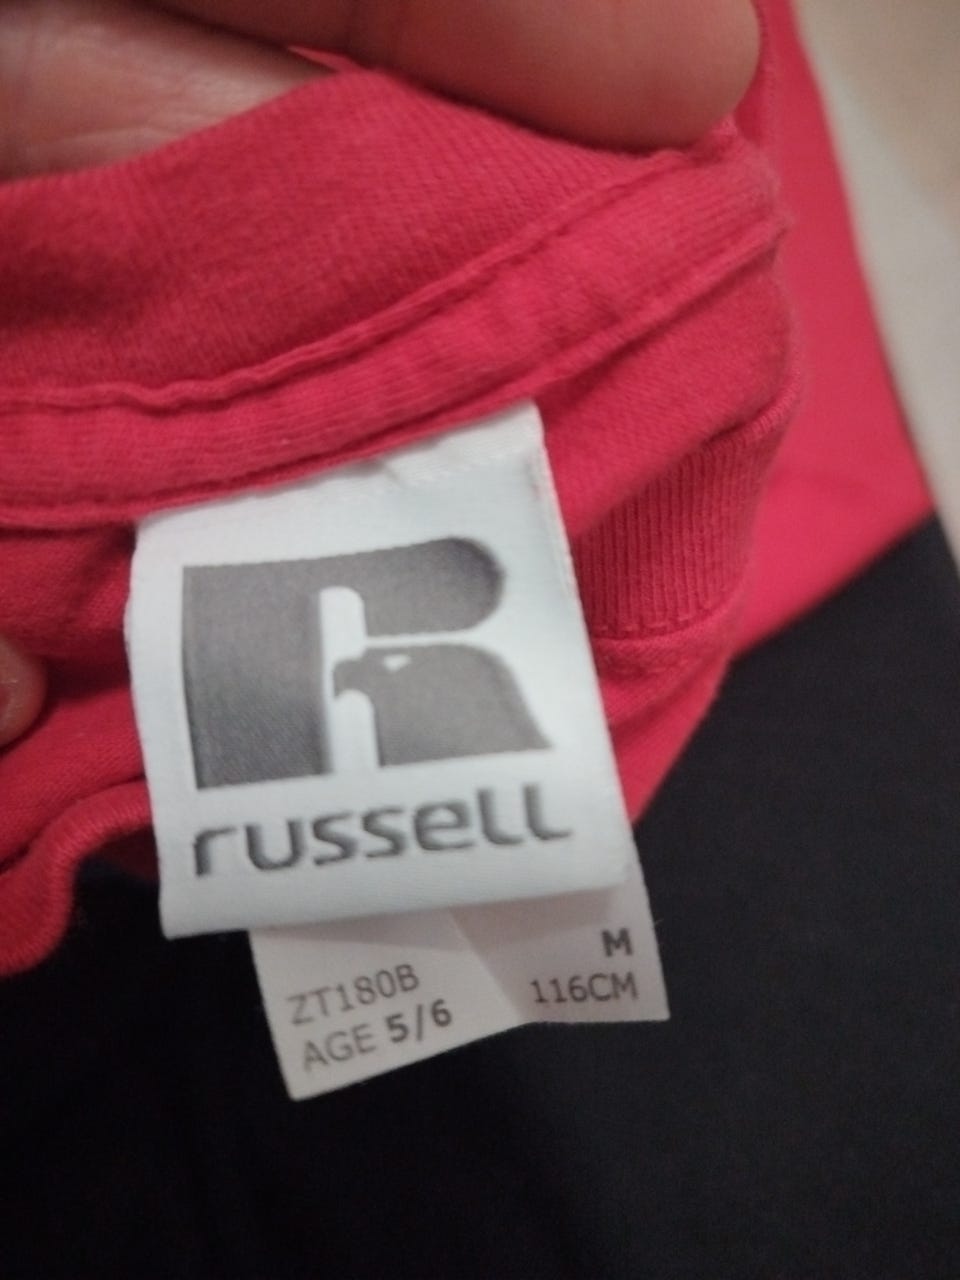 russell
ZT180B
AGE 5/6
M
116CM